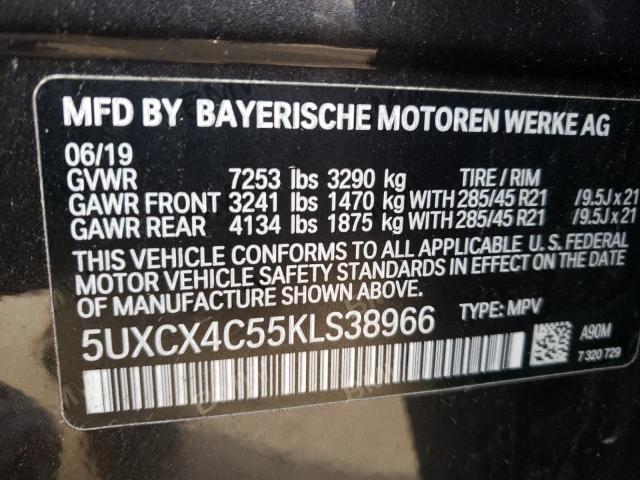 MFD BY BAYERISCHE MOTOREN WERKE AG
06/19
GVWR 7253 lbs 3290 kg TIRE / RIM
GAWR FRONT 3241 lbs 1470 kg WITH 285/45 R21 /9.5J x 21
GAWR REAR 4134 lbs 1875 kg WITH 285/45 R21 /9.5J x 21
THIS VEHICLE CONFORMS TO ALL APPLICABLE U.S. FEDERAL
MOTOR VEHICLE SAFETY STANDARDS IN EFFECT ON THE DATE
OF MANUFACTURE SHOWN ABOVE.
5UXCX4C55KLS38966 TYPE: MPV
A90M
7 320 729